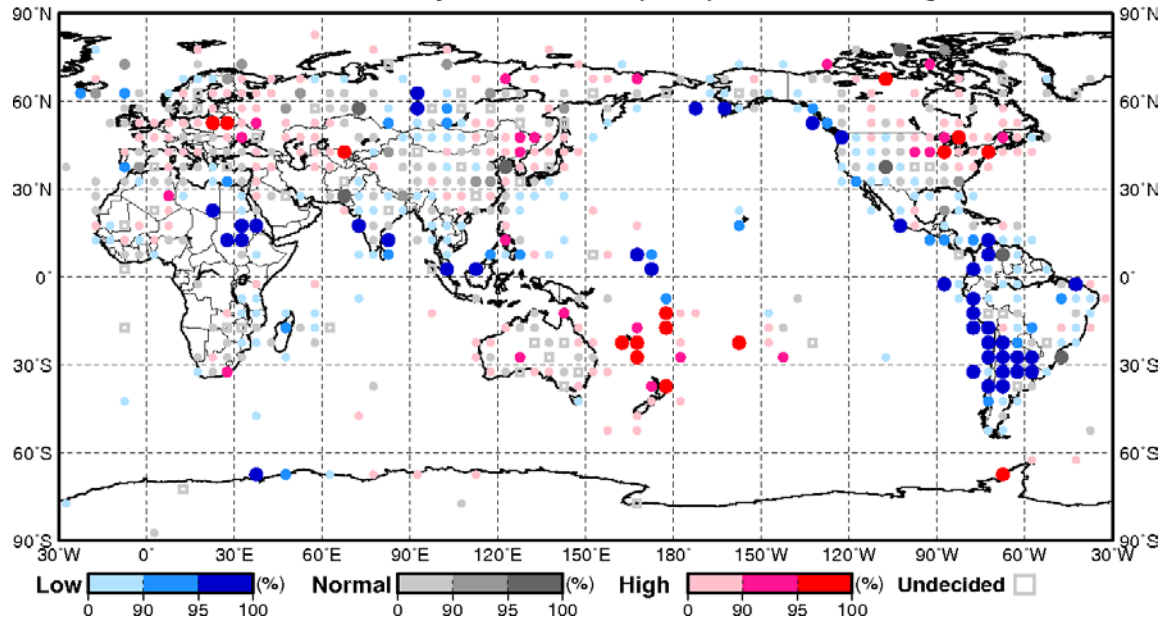 90°N 90°N
60°N 60°N
30°N 30°N
0° 0°
30°S 30°S
60°S 60°S
90°S 90°S
30°W 0° 30°E 60°E 90°E 120°E 150°E 180° 150°W 120°W 90°W 60°W 30°W
Low (%) Normal (%) High (%) Undecided
0 90 95 100 0 90 95 100 0 90 95 100